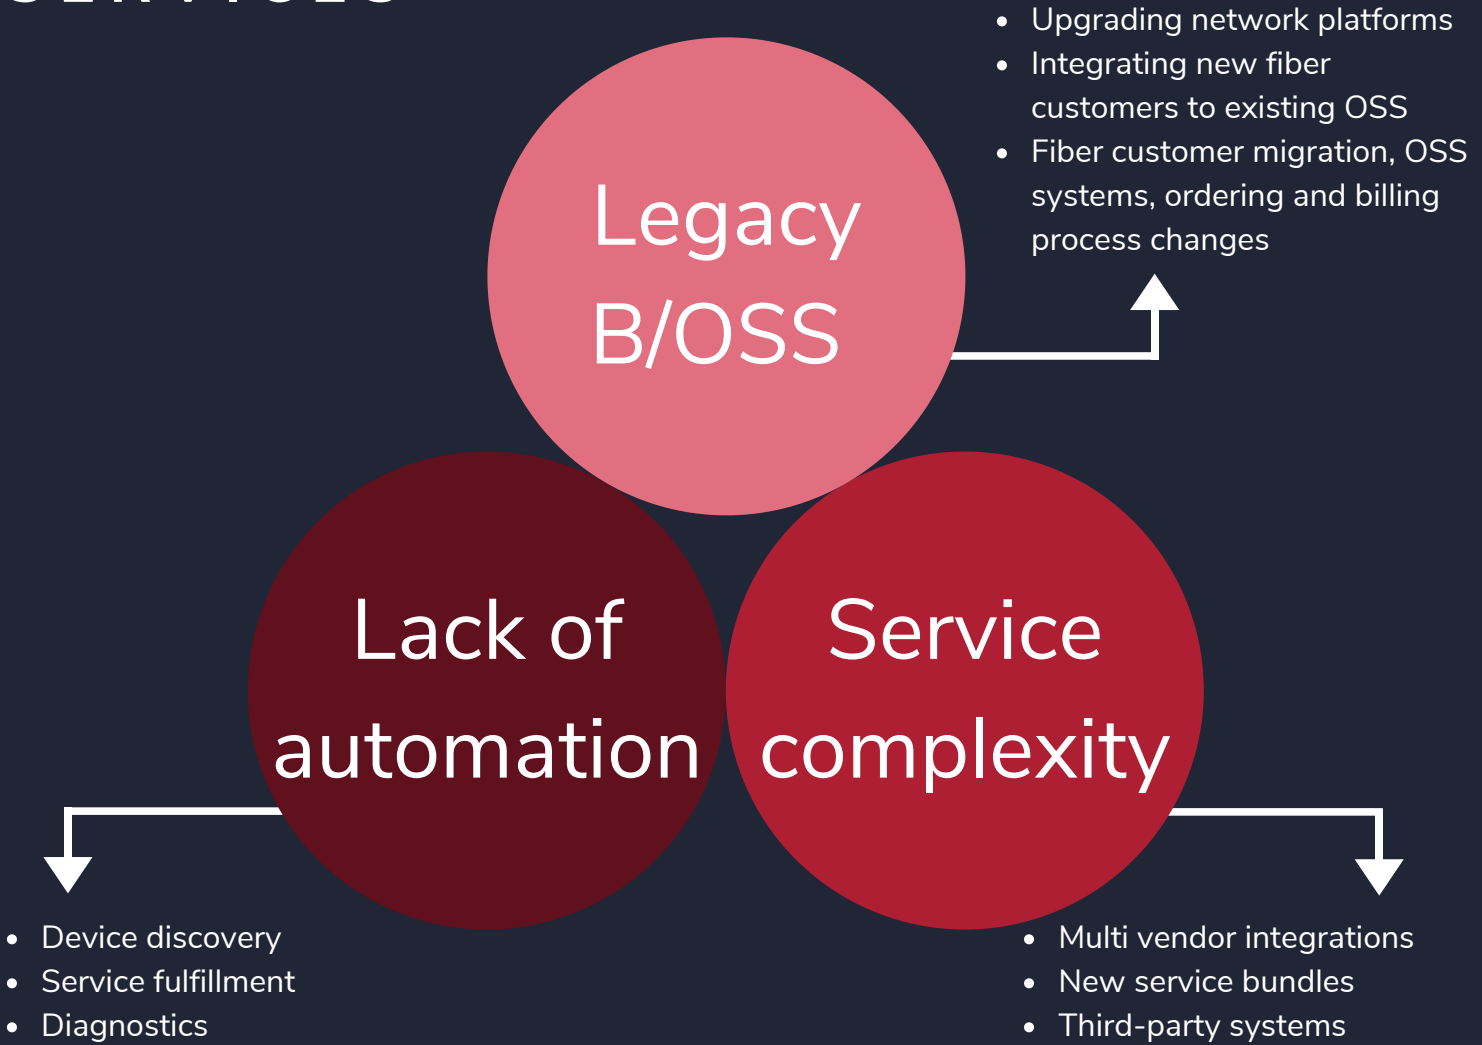 SERVICES
• Upgrading network platforms
• Integrating new fiber
customers to existing OSS
• Fiber customer migration, OSS
systems, ordering and billing
process changes
Legacy
B/OSS
Lack of
automation
Service
complexity
• Device discovery
• Service fulfillment
• Diagnostics
• Multi vendor integrations
• New service bundles
• Third-party systems